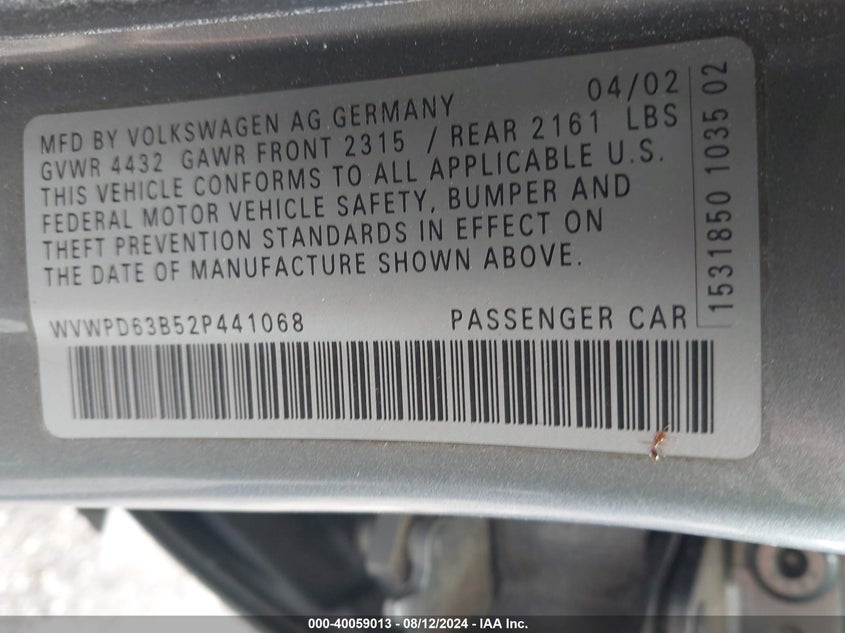 04/02
MFD BY VOLKSWAGEN AG GERMANY
GVWR 4432 GAWR FRONT 2315 / REAR 2161 LBS
THIS VEHICLE CONFORMS TO ALL APPLICABLE U.S.
FEDERAL MOTOR VEHICLE SAFETY, BUMPER AND
THEFT PREVENTION STANDARDS IN EFFECT ON
THE DATE OF MANUFACTURE SHOWN ABOVE.
WVWPD63B52P441068 PASSENGER CAR
1531850 1035 02
000-40059013 - 08/12/2024 - IAA Inc.